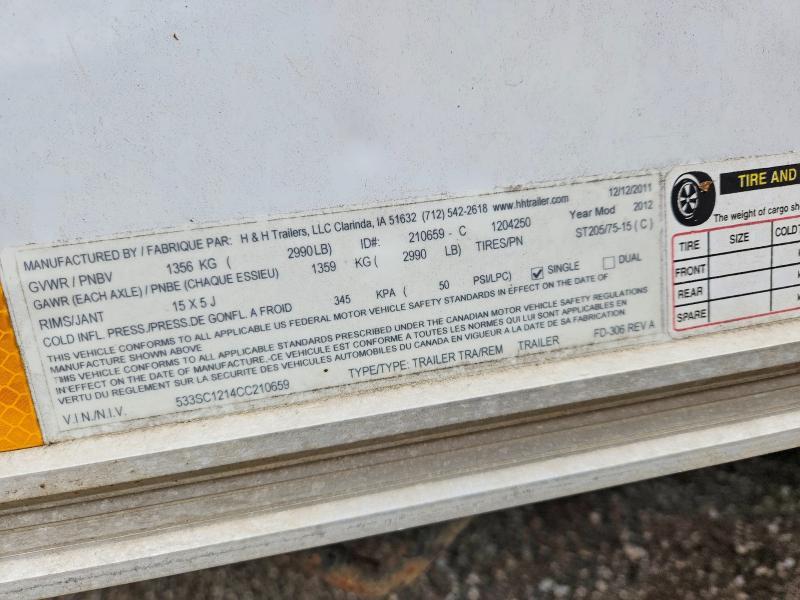 MANUFACTURED BY / FABRIQUE PAR: H & H Trailers, LLC Clarinda, IA 51632 (712) 542-2618 www.hhtrailer.com 12/12/2011
GVWR / PNBV 1356 KG ( 2990 LB) ID#: 210659 - C 1204250 Year Mod 2012
GAWR (EACH AXLE) / PNBE (CHAQUE ESSIEU) 1359 KG ( 2990 LB) TIRES/PN ST205/75-15 ( C )
RIMS/JANT 15 X 5 J
COLD INFL. PRESS./PRESS.DE GONFL. A FROID 345 KPA ( 50 PSI/LPC) SINGLE DUAL
THIS VEHICLE CONFORMS TO ALL APPLICABLE US FEDERAL MOTOR VEHICLE SAFETY STANDARDS IN EFFECT ON THE DATE OF
MANUFACTURE SHOWN ABOVE
THIS VEHICLE CONFORMS TO ALL APPLICABLE STANDARDS PRESCRIBED UNDER THE CANADIAN MOTOR VEHICLE SAFETY REGULATIONS
IN EFFECT ON THE DATE OF MANUFACTURE.-CE VEHICULE EST CONFORME A TOUTES LES NORMES QUI LUI SONT APPLICABLES EN
VERTU DU REGLEMENT SUR LA SECURITE DES VEHICULES AUTOMOBILES DU CANADA EN VIGUEUR A LA DATE DE SA FABRICATION
V.I.N./N.I.V. 533SC1214CC210659 TYPE/TYPE: TRAILER TRA/REM TRAILER FD-306 REV A
TIRE AND
The weight of cargo sh
TIRE SIZE COLD T
FRONT
REAR
SPARE